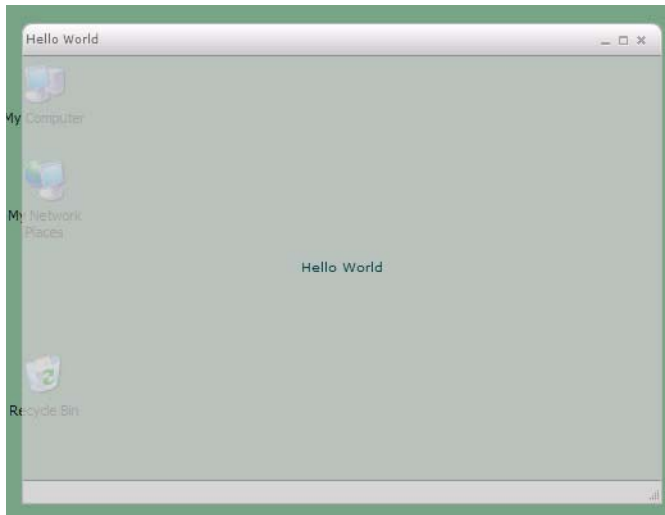 Hello World
My Computer
My Network
Places
Hello World
Recycle Bin